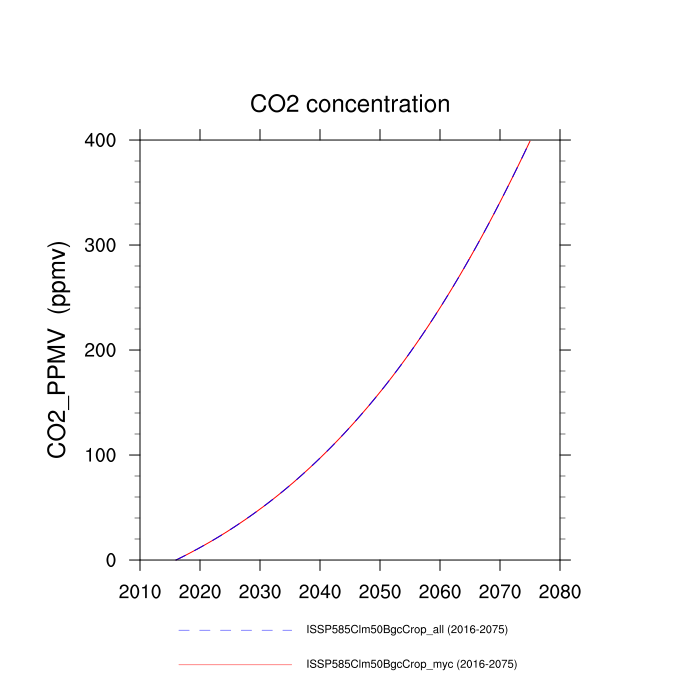 CO2 concentration
400
300
200
100
0
CO2_PPMV (ppmv)
2010 2020 2030 2040 2050 2060 2070 2080
ISSP585Clm50BgcCrop_all (2016-2075)
ISSP585Clm50BgcCrop_myc (2016-2075)